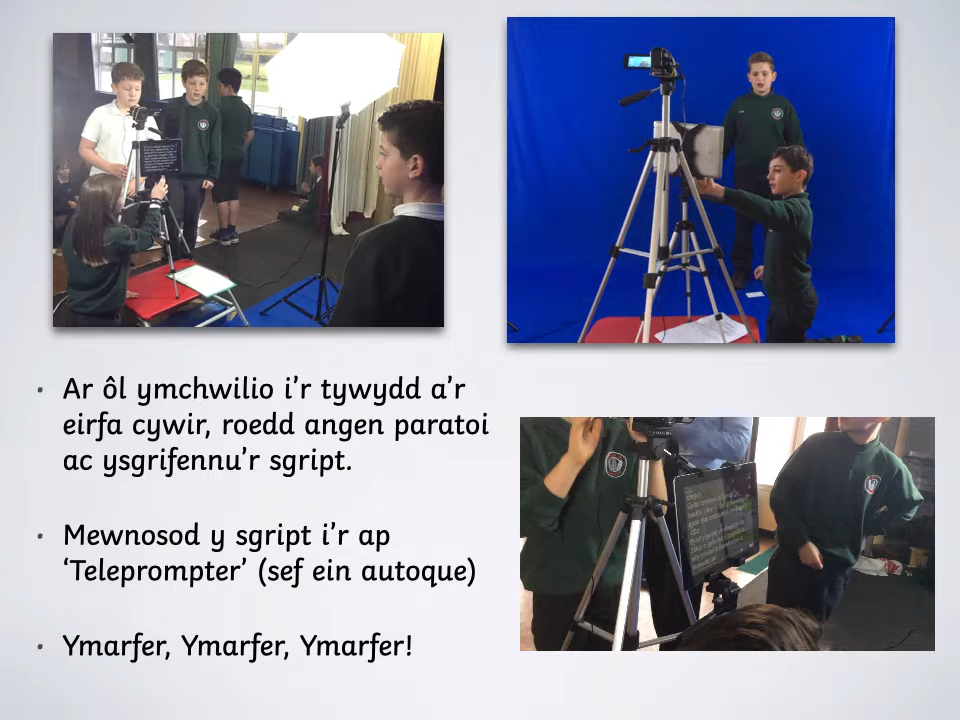 Ar ôl ymchwilio i'r tywydd a'r
eirfa cywir, roedd angen paratoi
ac ysgrifennu'r sgript.
Mewnosod y sgript i'r ap
‘Teleprompter’ (sef ein autoque)
Ymarfer, Ymarfer, Ymarfer!